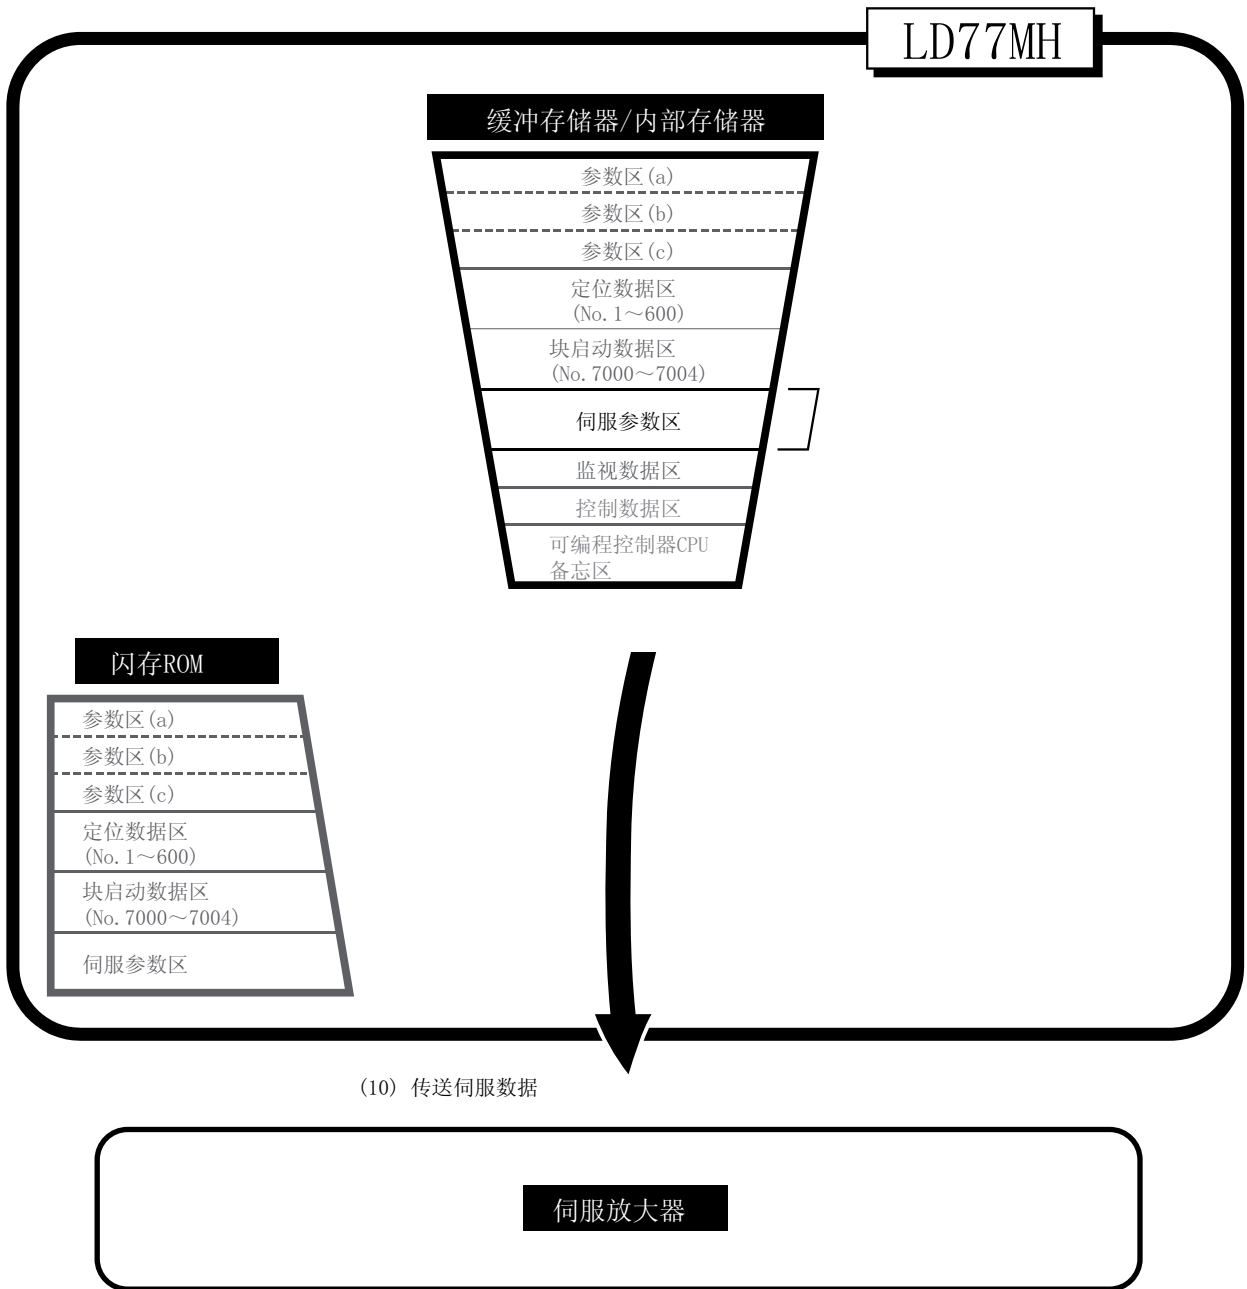 LD77MH
缓冲存储器/内部存储器
参数区(a)
参数区(b)
参数区(c)
定位数据区
(No.1～600)
块启动数据区
(No.7000～7004)
伺服参数区
监视数据区
控制数据区
可编程控制器CPU
备忘区
闪存ROM
参数区(a)
参数区(b)
参数区(c)
定位数据区
(No.1～600)
块启动数据区
(No.7000～7004)
伺服参数区
(10) 传送伺服数据
伺服放大器